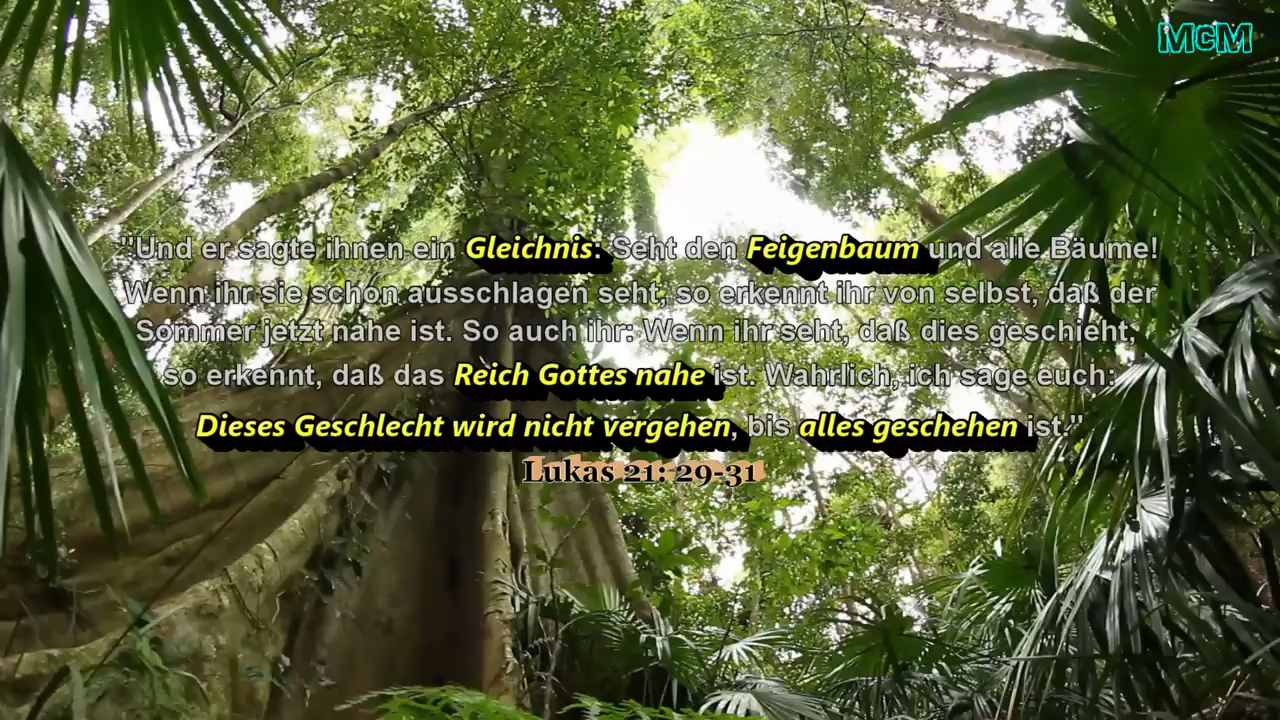 McM
"Und er sagte ihnen ein Gleichnis: Seht den Feigenbaum und alle Bäume!
Wenn ihr sie schon ausschlagen seht, so erkennt ihr von selbst, daß der
Sommer jetzt nahe ist. So auch ihr: Wenn ihr seht, daß dies geschieht,
so erkennt, daß das Reich Gottes nahe ist. Wahrlich, ich sage euch:
Dieses Geschlecht wird nicht vergehen, bis alles geschehen ist."
Lukas 21: 29-31